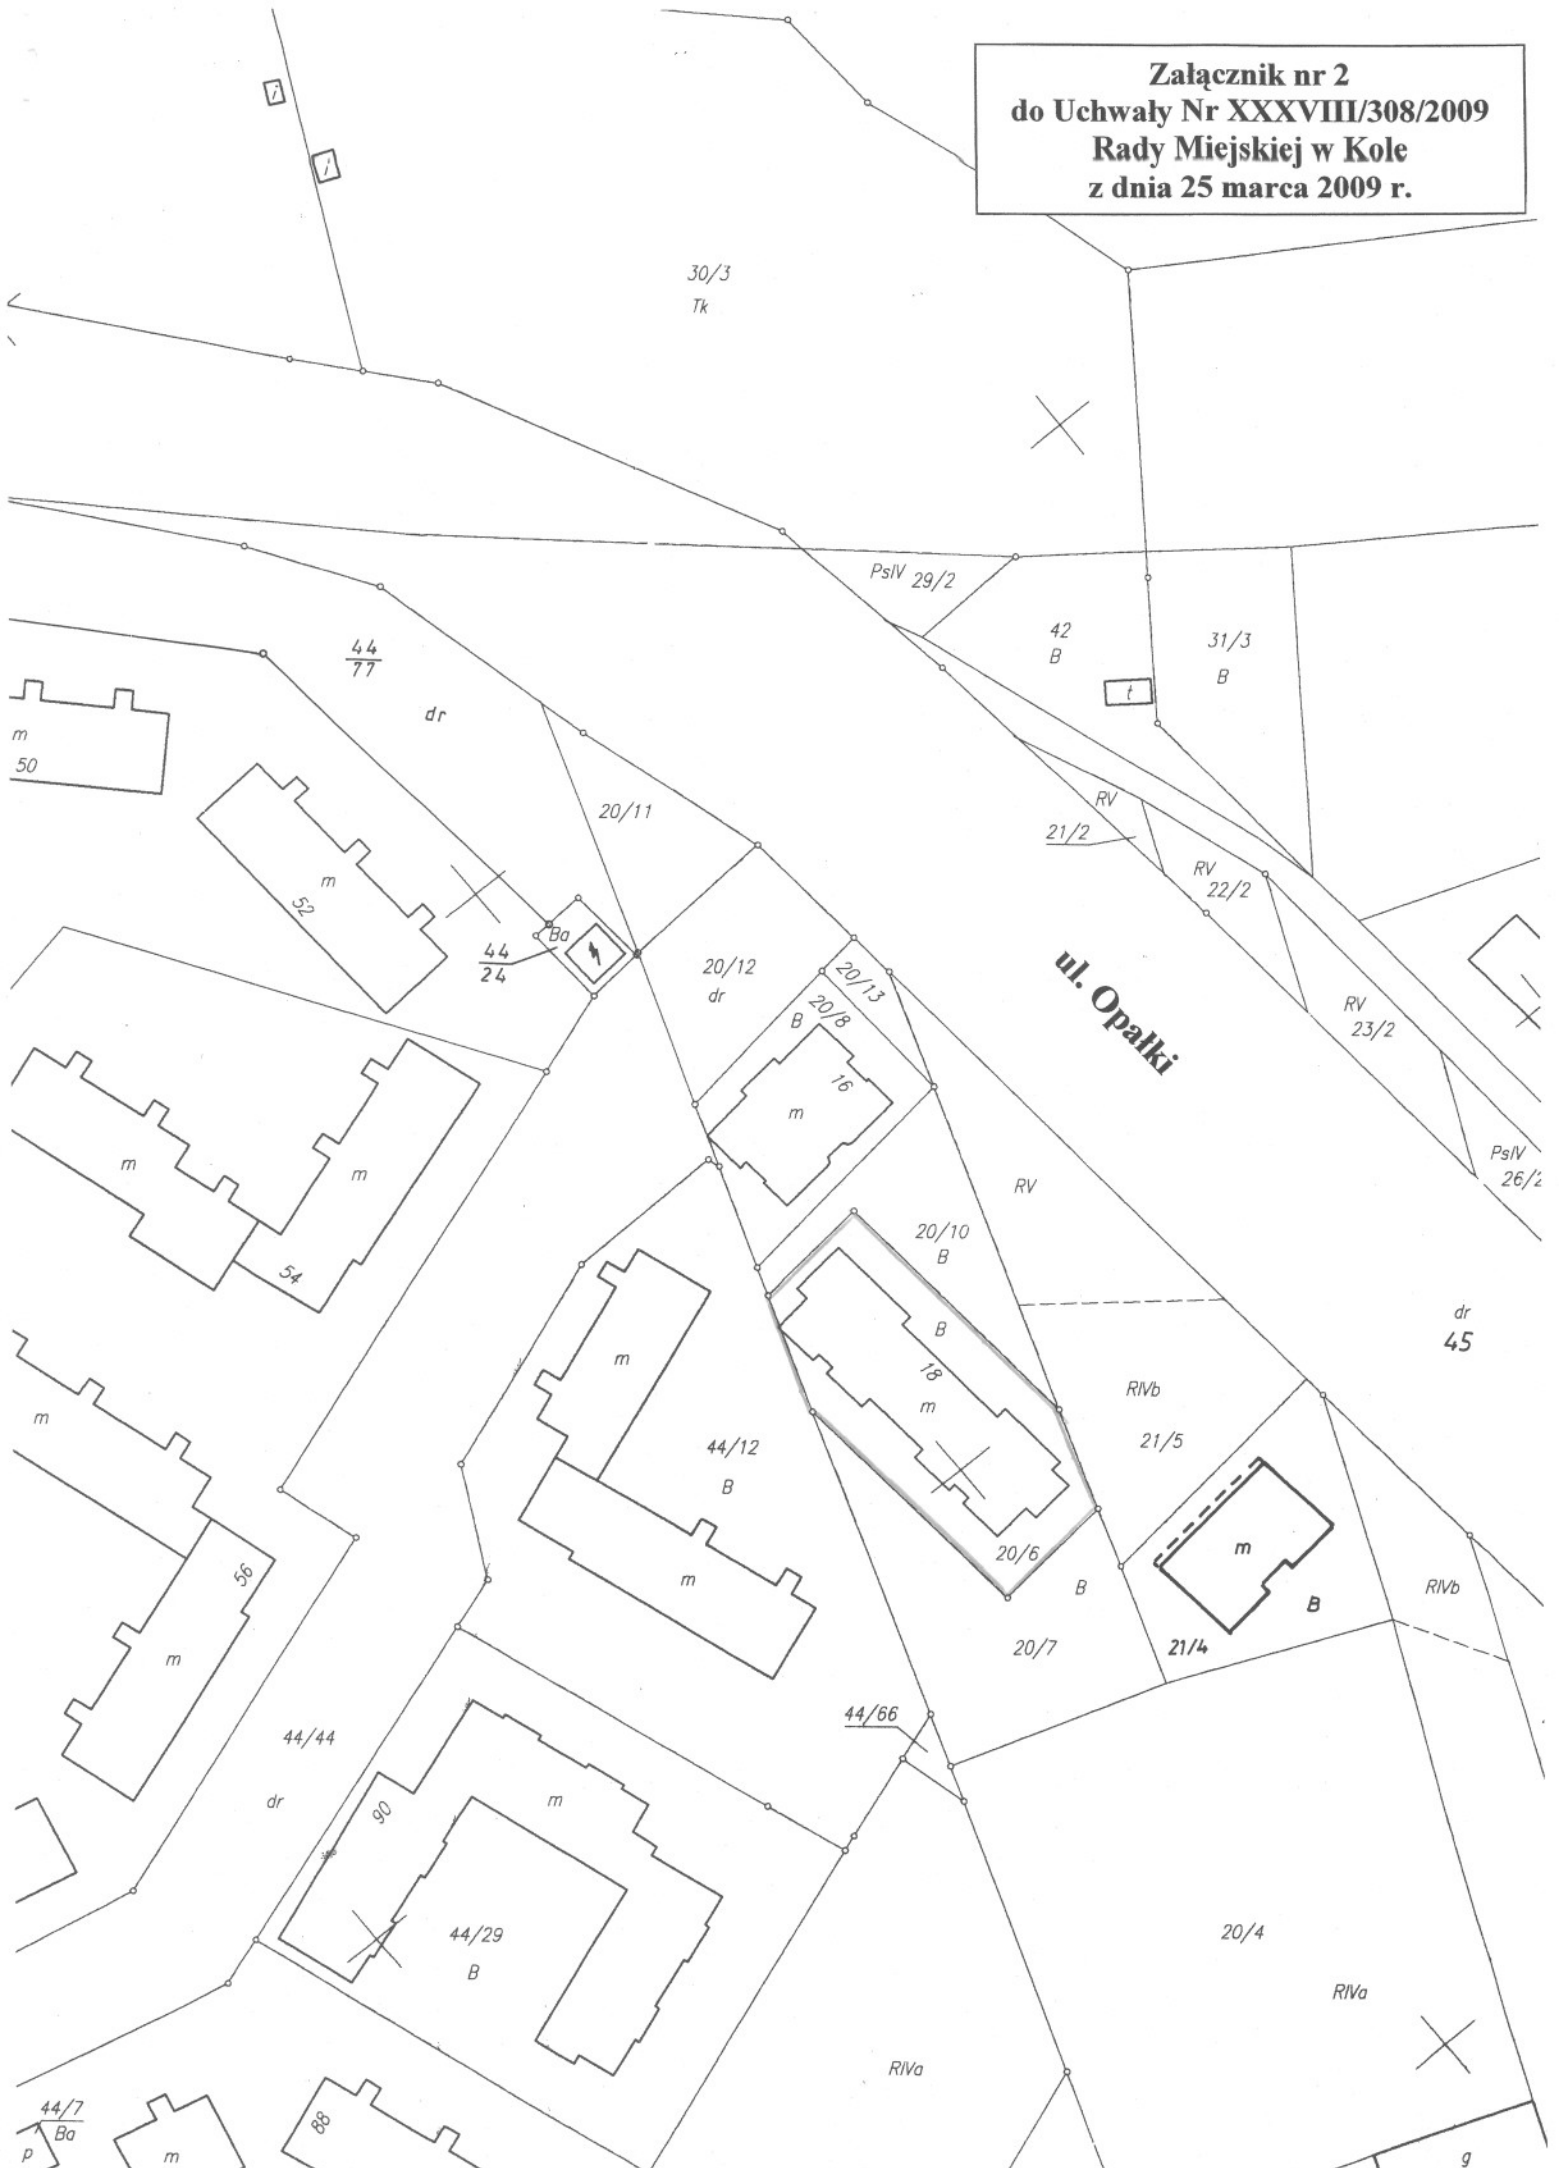 Załącznik nr 2
do Uchwały Nr XXXVIII/308/2009
Rady Miejskiej w Kole
z dnia 25 marca 2009 r.
i
i
30/3
Tk
PsIV 29/2
42
B
31/3
B
t
44
77
dr
m
50
RV
21/2
20/11
RV
22/2
m
52
Ba
44
24
20/12
dr
20/13
20/8
B
ul. Opałki
RV
23/2
16
m
PsIV
26/2
m
m
54
RV
20/10
B
B
dr
45
m
18
m
RIVb
21/5
m
44/12
B
m
B
RIVb
20/6
B
56
m
m
20/7
21/4
44/66
44/44
dr
90
m
44/29
B
20/4
RIVa
RIVa
44/7
Ba
p
m
88
g